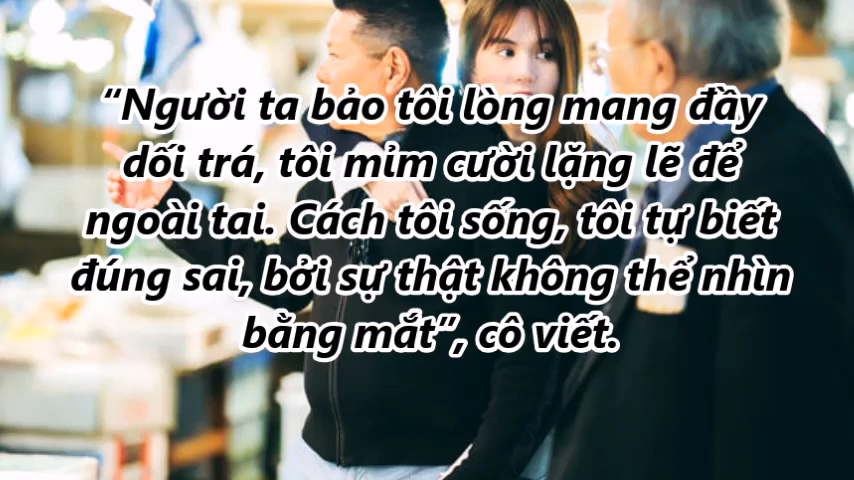 “Người ta bảo tôi lòng mang đầy
dối trá, tôi mỉm cười lặng lẽ để
ngoài tai. Cách tôi sống, tôi tự biết
đúng sai, bởi sự thật không thể nhìn
bằng mắt”, cô viết.